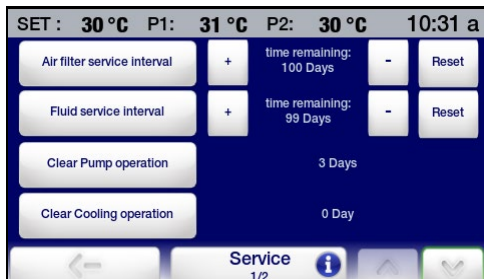 SET: 30 °C P1: 31 °C P2: 30 °C 10:31 a
Air filter service interval + time remaining: - Reset
100 Days
Fluid service interval + time remaining: - Reset
99 Days
Clear Pump operation 3 Days
Clear Cooling operation 0 Day
Service i
1/2